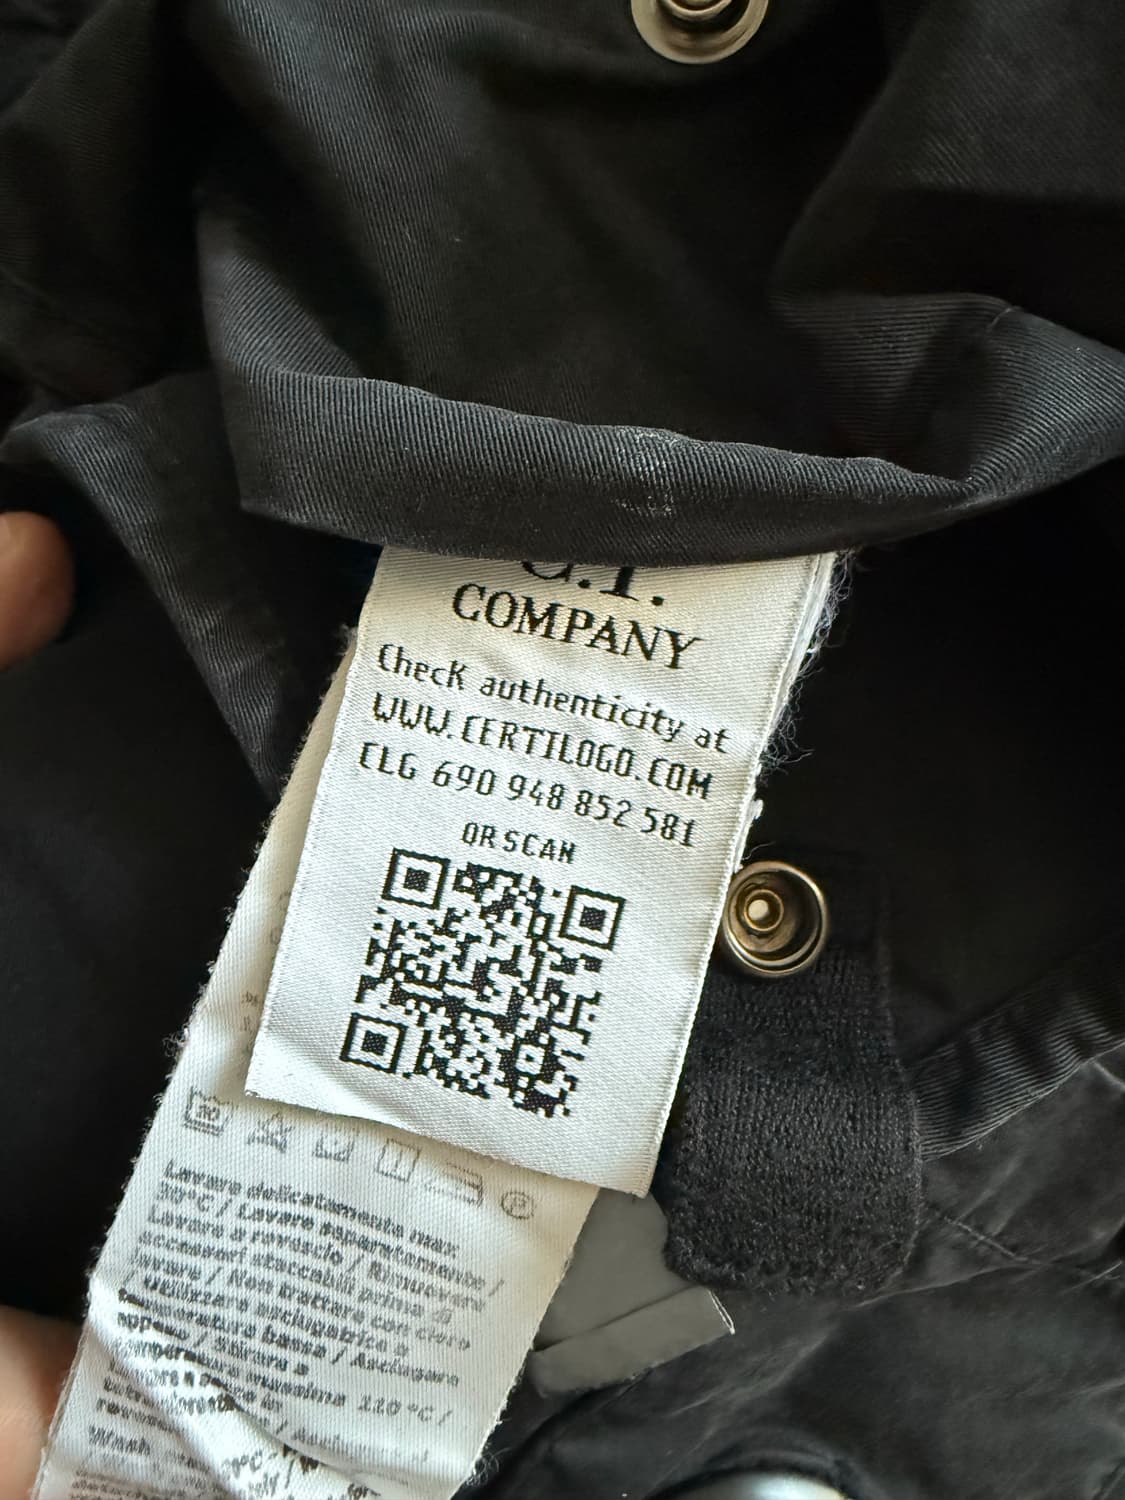 COMPANY
Check authenticity at
WWW.CERTILOGO.COM
CLG 690 948 852 581
OR SCAN
Lavare delicatamente max
30°C / Lavare separatamente /
Lavare a rovescio / Rimuovere
accessori staccabili prima di
lavare / Non trattare con cloro
/ Utilizzare asciugatrice a
temperatura bassa / Asciugare
appeso / Stirare a
temperatura massima 110°C /
Wash